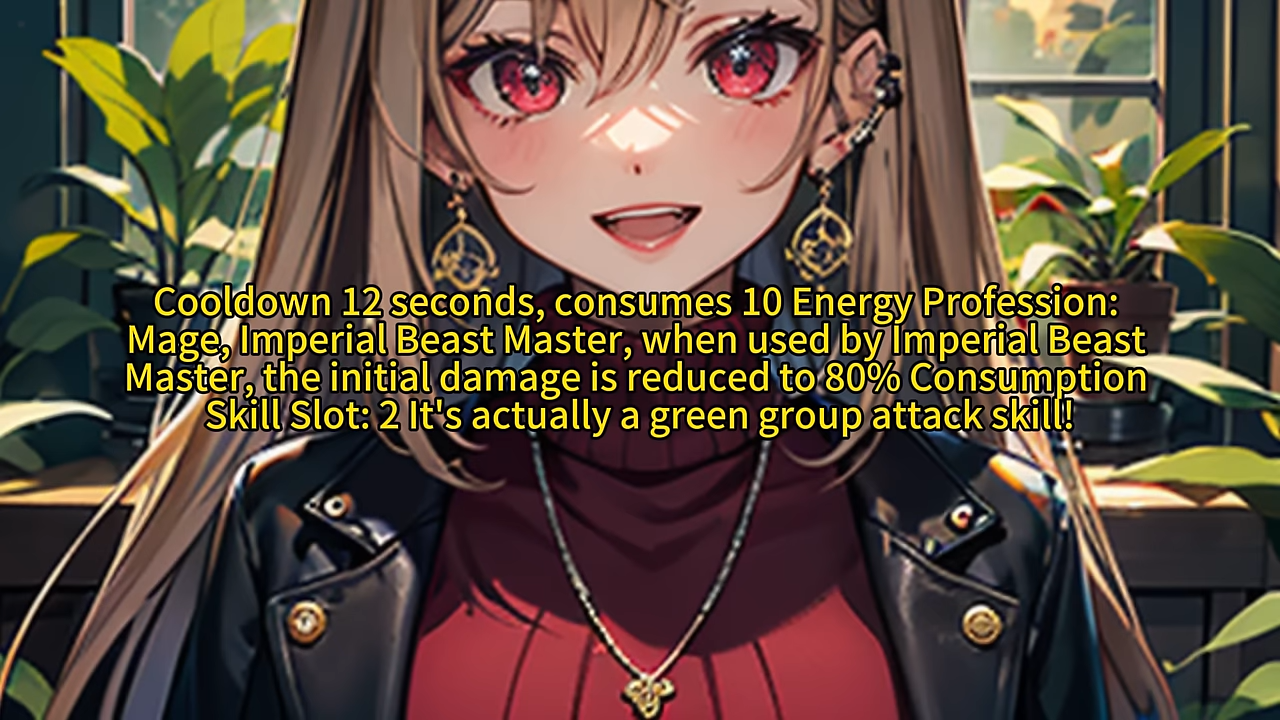 Cooldown 12 seconds, consumes 10 Energy Profession:
Mage, Imperial Beast Master, when used by Imperial Beast
Master, the initial damage is reduced to 80% Consumption
Skill Slot: 2 It's actually a green group attack skill!